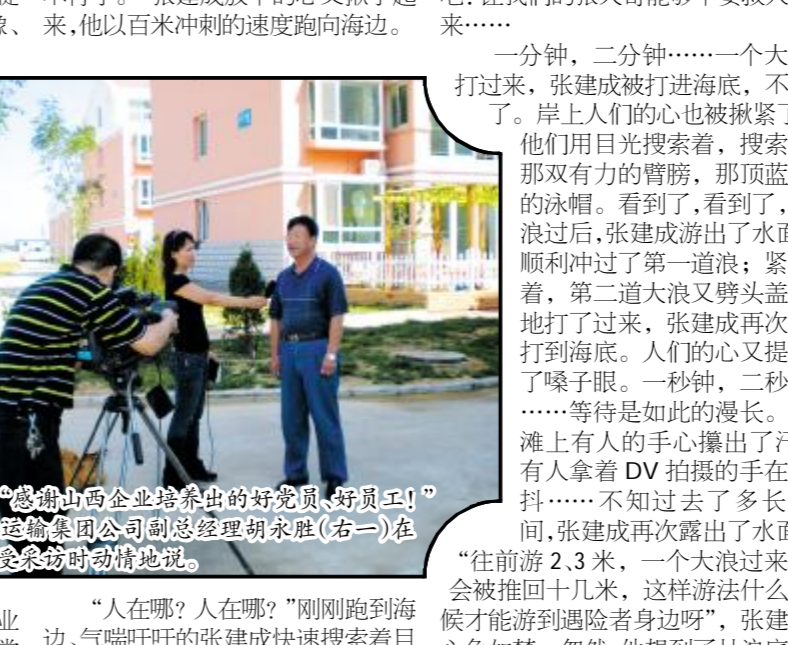 来,他以百米冲刺的速度跑向海边。
“感谢山西企业培养出的好党员、好员工!”
运输集团公司副总经理胡永胜(右一)在
受采访时动情地说。
业
“人在哪?人在哪?”刚刚跑到海
边、气喘吁吁的张建成快速搜索着目
来……
一分钟,二分钟……一个大
打过来,张建成被打进海底,不
了。岸上人们的心也被揪紧了
他们用目光搜索着,搜索
那双有力的臂膀,那顶蓝
的泳帽。看到了,看到了,
浪过后,张建成游出了水面
顺利冲过了第一道浪;紧
着,第二道大浪又劈头盖
地打了过来,张建成再次
打到海底。人们的心又提
了嗓子眼。一秒钟,二秒
……等待是如此的漫长。
滩上有人的手心攥出了汗
有人拿着 DV 拍摄的手在
抖……不知过去了多长
间,张建成再次露出了水面
“往前游 2、3 米,一个大浪过来
会被推回十几米,这样游法什么
候才能游到遇险者身边呀”,张建